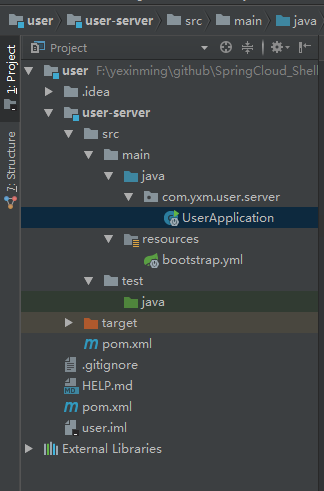 user user-server src main java
Project
user F:\yexinming\github\SpringCloud_Shell
.idea
user-server
src
main
java
com.yxm.user.server
UserApplication
resources
bootstrap.yml
test
java
target
pom.xml
.gitignore
HELP.md
pom.xml
user.iml
External Libraries
1: Project
7: Structure